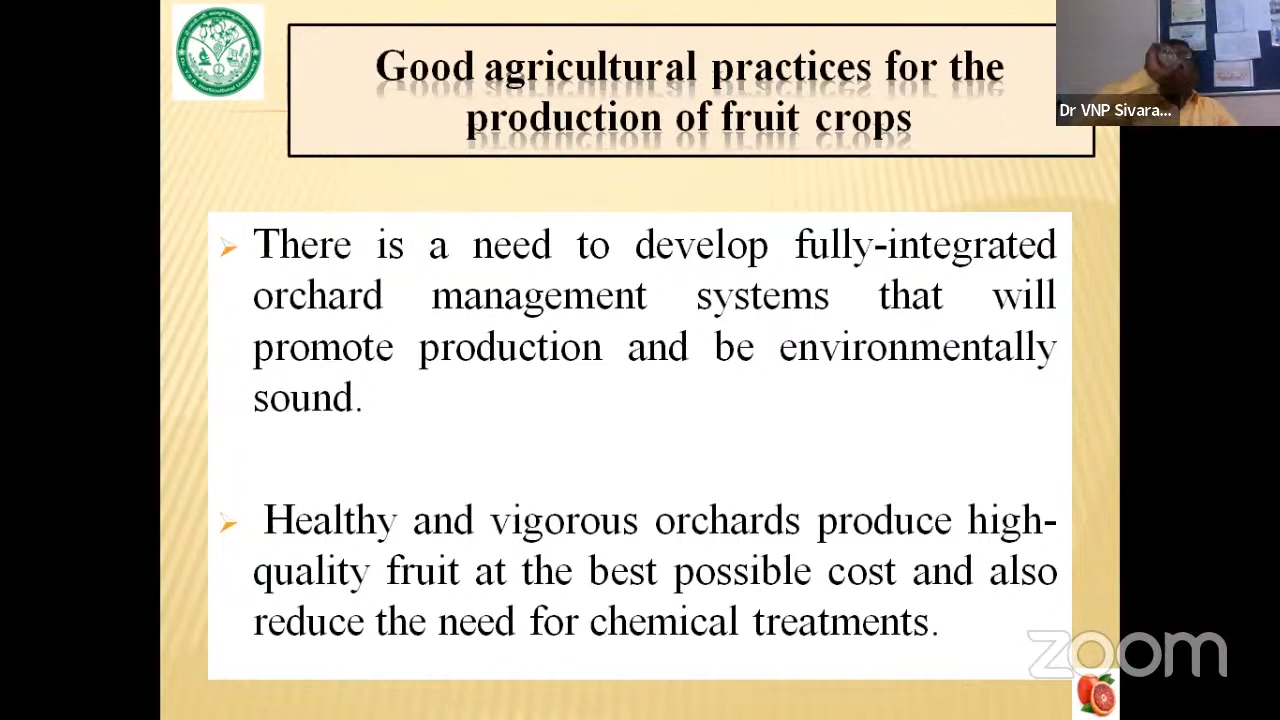 Good agricultural practices for the
production of fruit crops
Dr VNP Sivara...
➢ There is a need to develop fully-integrated
orchard management systems that will
promote production and be environmentally
sound.
➢ Healthy and vigorous orchards produce high-
quality fruit at the best possible cost and also
reduce the need for chemical treatments.
zoom